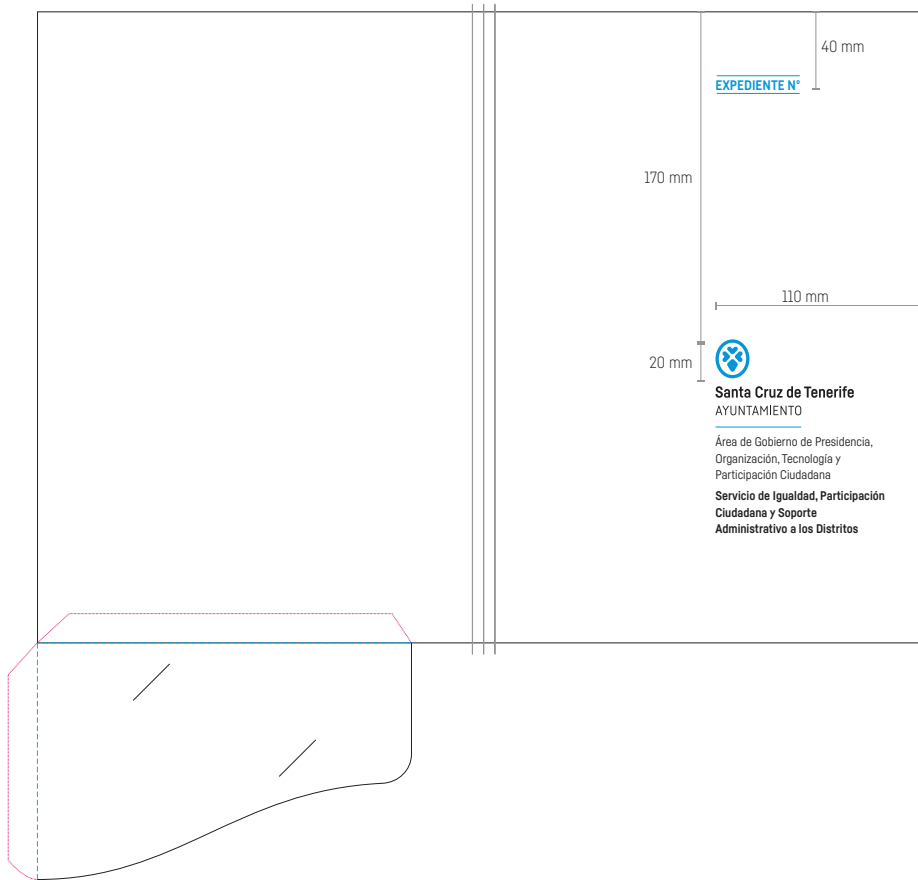 40 mm
EXPEDIENTE Nº
170 mm
110 mm
20 mm
Santa Cruz de Tenerife
AYUNTAMIENTO
Área de Gobierno de Presidencia,
Organización, Tecnología y
Participación Ciudadana
Servicio de Igualdad, Participación
Ciudadana y Soporte
Administrativo a los Distritos